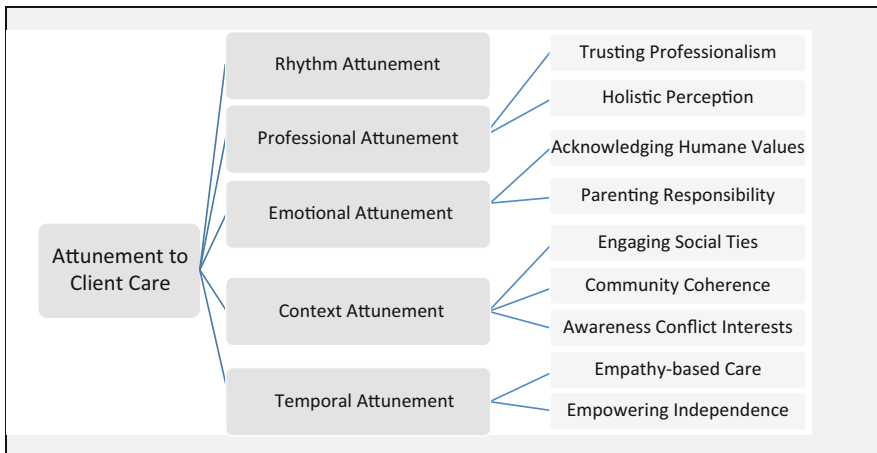 Attunement to
Client Care
Rhythm Attunement
Professional Attunement
Emotional Attunement
Context Attunement
Temporal Attunement
Trusting Professionalism
Holistic Perception
Acknowledging Humane Values
Parenting Responsibility
Engaging Social Ties
Community Coherence
Awareness Conflict Interests
Empathy-based Care
Empowering Independence